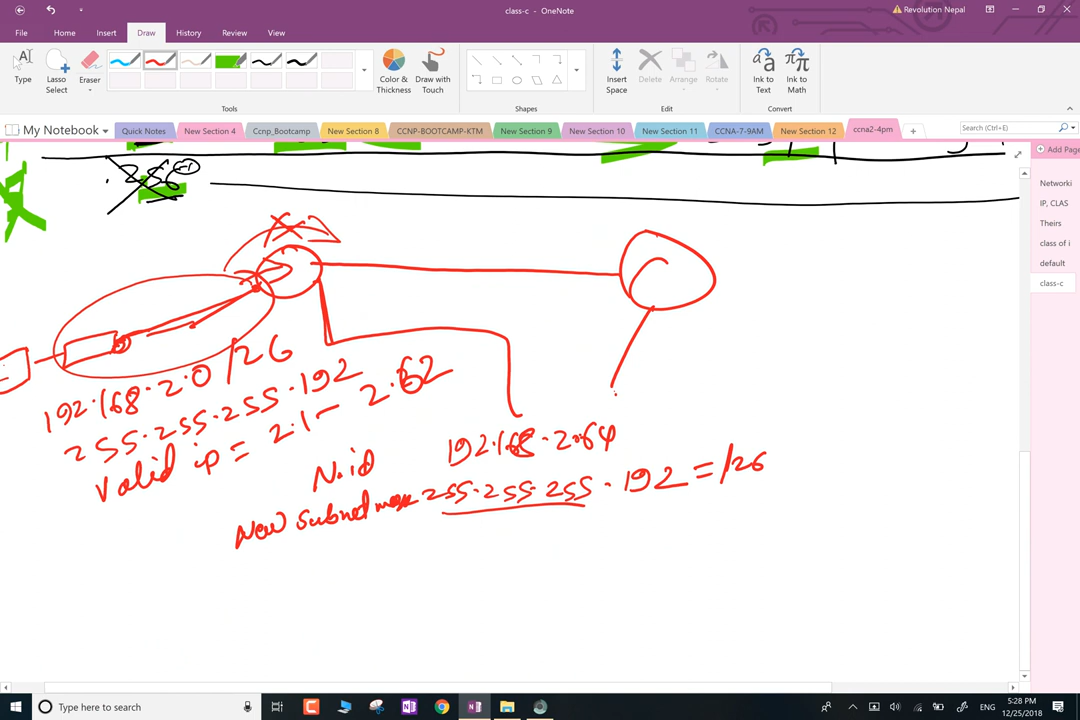 class-c - OneNote
Revolution Nepal
File Home Insert Draw History Review View
Type
Lasso Select
Eraser
Color & Thickness
Draw with Touch
Insert Space
Delete
Arrange
Rotate
Ink to Text
Ink to Math
Tools
Shapes
Edit
Convert
My Notebook
Quick Notes
New Section 4
Ccnp_Bootcamp
New Section 8
CCNP-BOOTCAMP-KTM
New Section 9
New Section 10
New Section 11
CCNA-7-9AM
New Section 12
ccna2-4pm
Search (Ctrl+E)
Add Page
Networki
IP, CLAS
Theirs
class of i
default
class-c
.256
192.168.2.0 /26
255.255.255.192
Valid ip = 2.1 - 2.62
N.id 192.168.2.64
New subnet 255.255.255.192 = /26
Type here to search
ENG
5:28 PM
12/25/2018